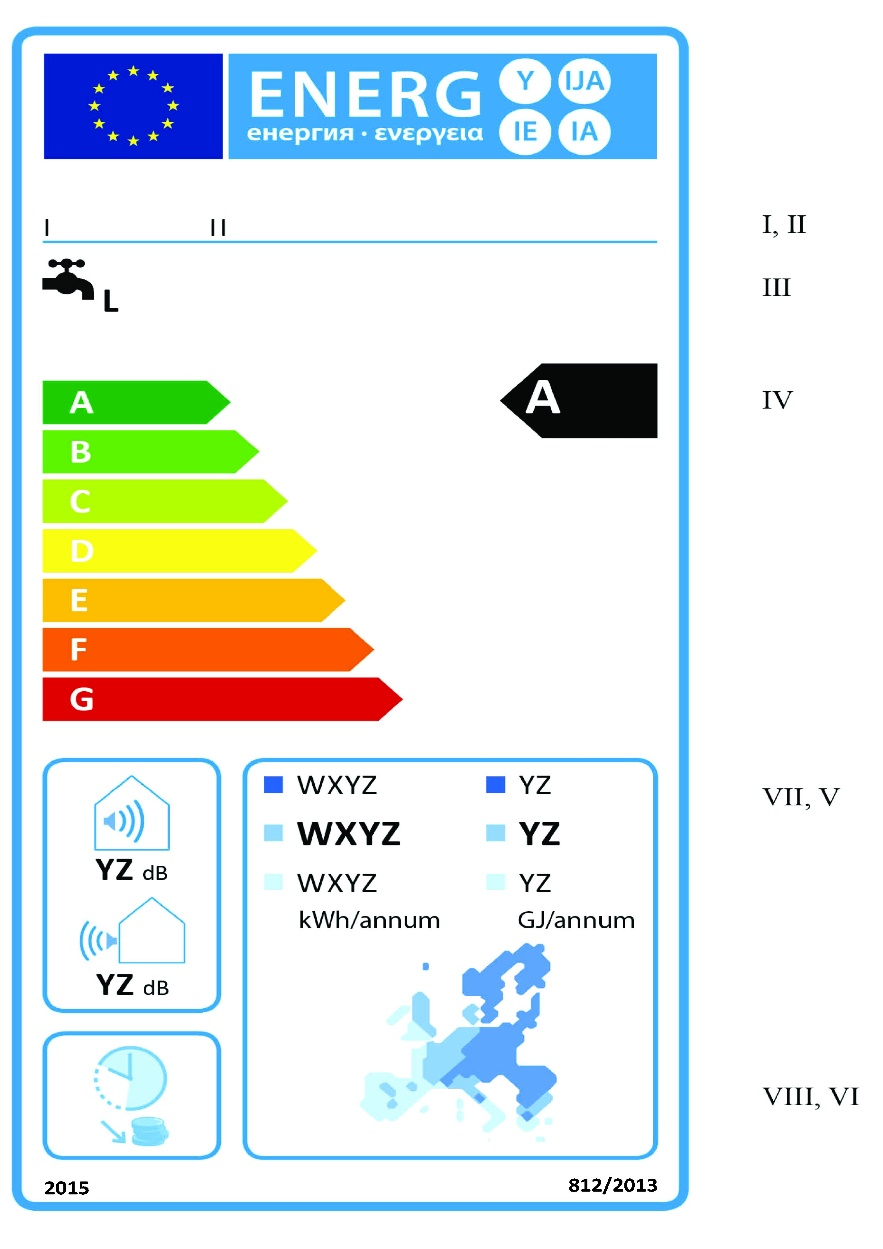 ENERG Y IJA
енергия · ενεργεια IE IA
I II I, II
L III
A A IV
B
C
D
E
F
G
WXYZ YZ VII, V
YZ dB WXYZ YZ
WXYZ YZ
kWh/annum GJ/annum
YZ dB
VIII, VI
2015 812/2013